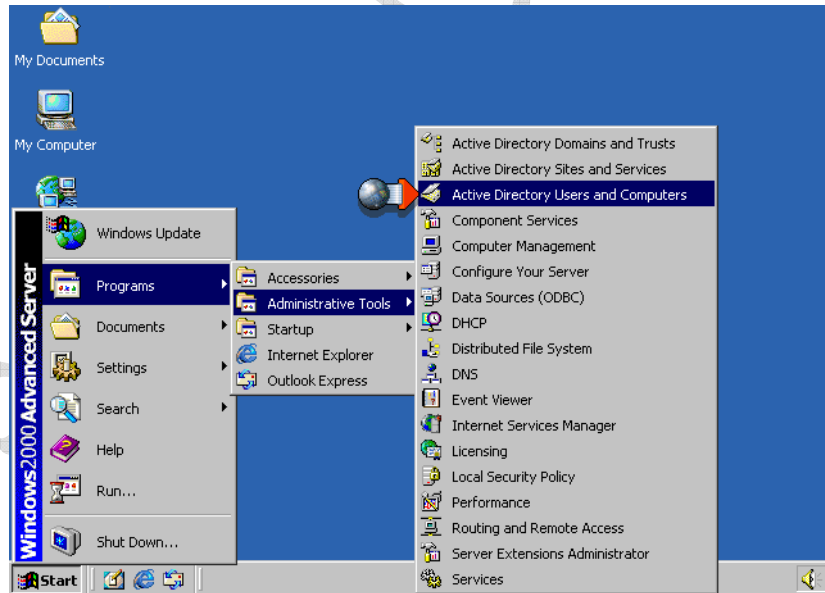 My Documents
My Computer
Windows 2000 Advanced Server
Windows Update
Programs
Documents
Settings
Search
Help
Run...
Shut Down...
Start
Accessories
Administrative Tools
Startup
Internet Explorer
Outlook Express
Active Directory Domains and Trusts
Active Directory Sites and Services
Active Directory Users and Computers
Component Services
Computer Management
Configure Your Server
Data Sources (ODBC)
DHCP
Distributed File System
DNS
Event Viewer
Internet Services Manager
Licensing
Local Security Policy
Performance
Routing and Remote Access
Server Extensions Administrator
Services